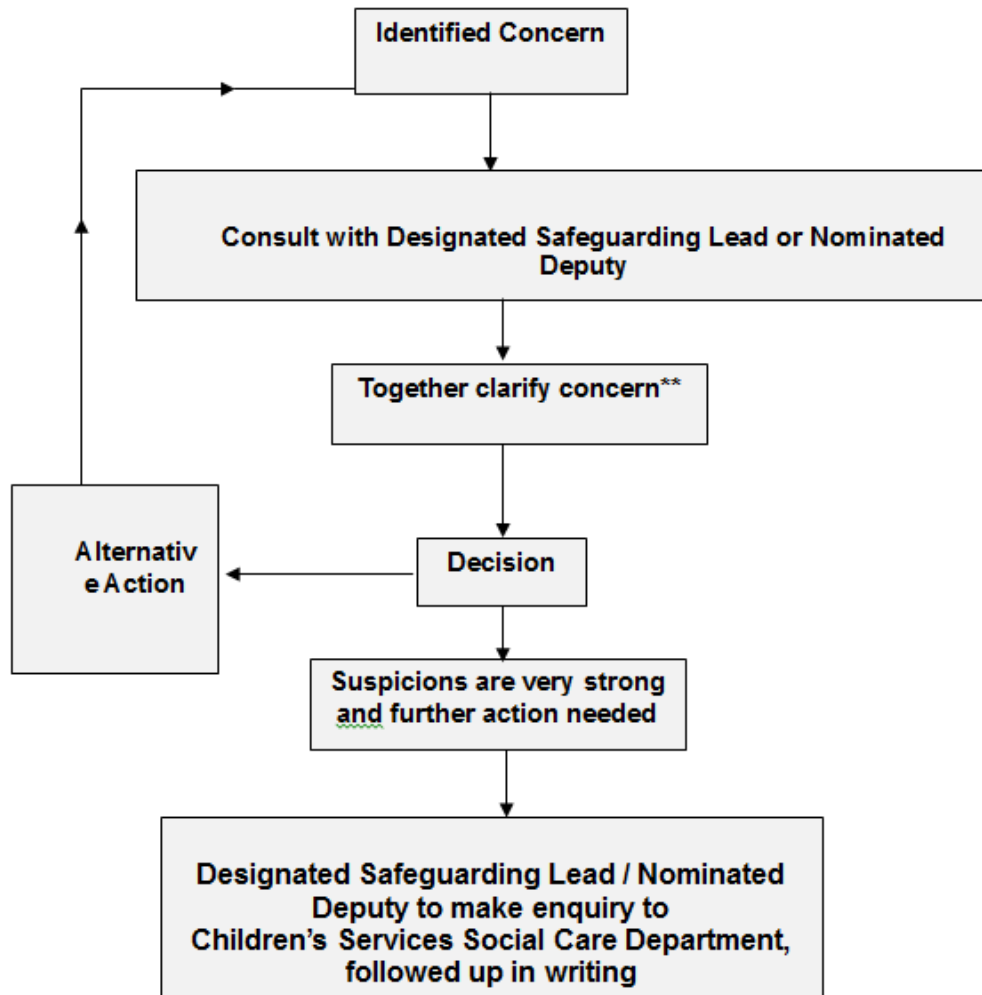 Identified Concern
Consult with Designated Safeguarding Lead or Nominated
Deputy
Together clarify concern**
Decision
Alternativ
e Action
Suspicions are very strong
and further action needed
Designated Safeguarding Lead / Nominated
Deputy to make enquiry to
Children’s Services Social Care Department,
followed up in writing